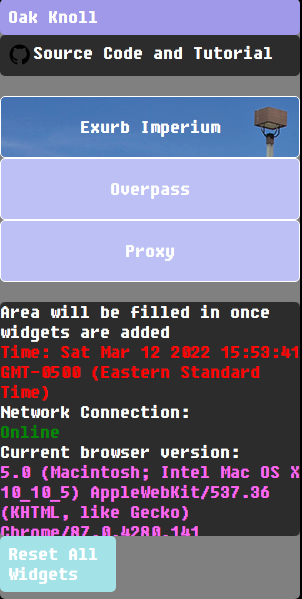 Oak Knoll
Source Code and Tutorial
Exurb Imperium
Overpass
Proxy
Area will be filled in once
widgets are added
Time: Sat Mar 12 2022 15:53:41
GMT-0500 (Eastern Standard
Time)
Network Connection:
Online
Current browser version:
5.0 (Macintosh; Intel Mac OS X
10_10_5) AppleWebKit/537.36
(KHTML, like Gecko)
Chrome/87.0.4280.141
Reset All
Widgets